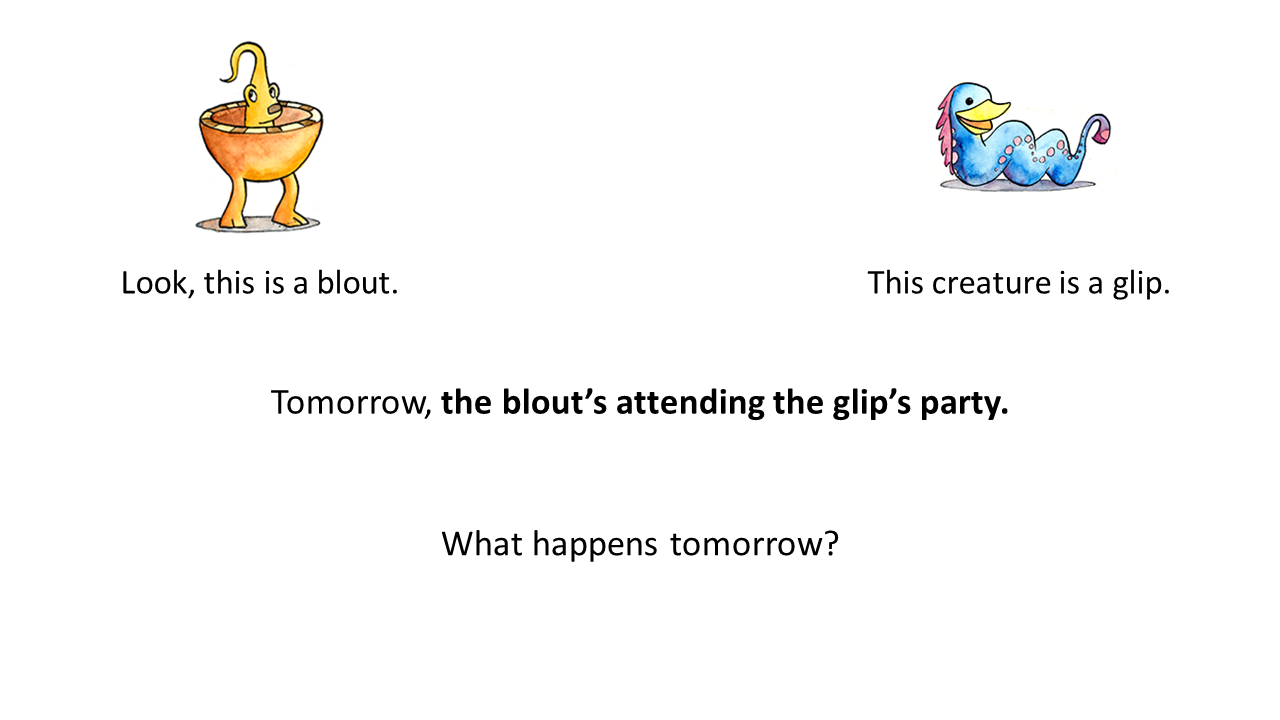 Look, this is a blout.
This creature is a glip.
Tomorrow, the blout’s attending the glip’s party.
What happens tomorrow?